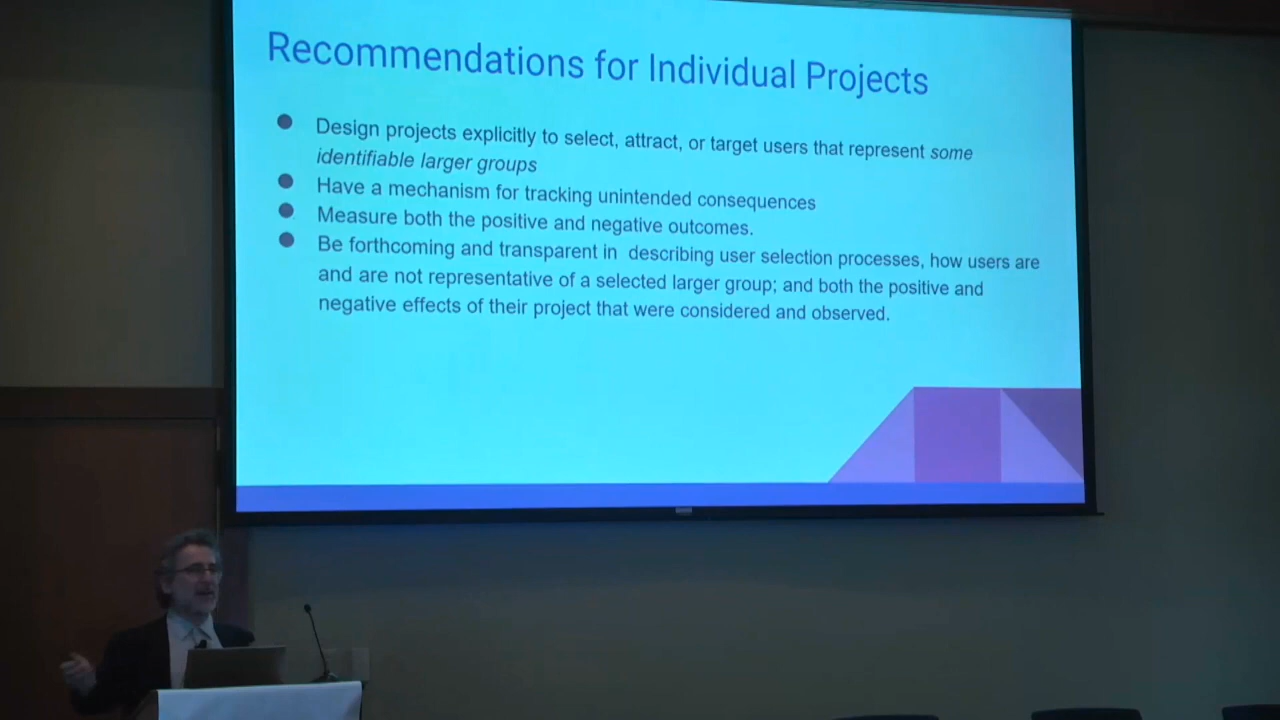 Recommendations for Individual Projects
Design projects explicitly to select, attract, or target users that represent some
identifiable larger groups
Have a mechanism for tracking unintended consequences
Measure both the positive and negative outcomes.
Be forthcoming and transparent in describing user selection processes, how users are
and are not representative of a selected larger group; and both the positive and
negative effects of their project that were considered and observed.